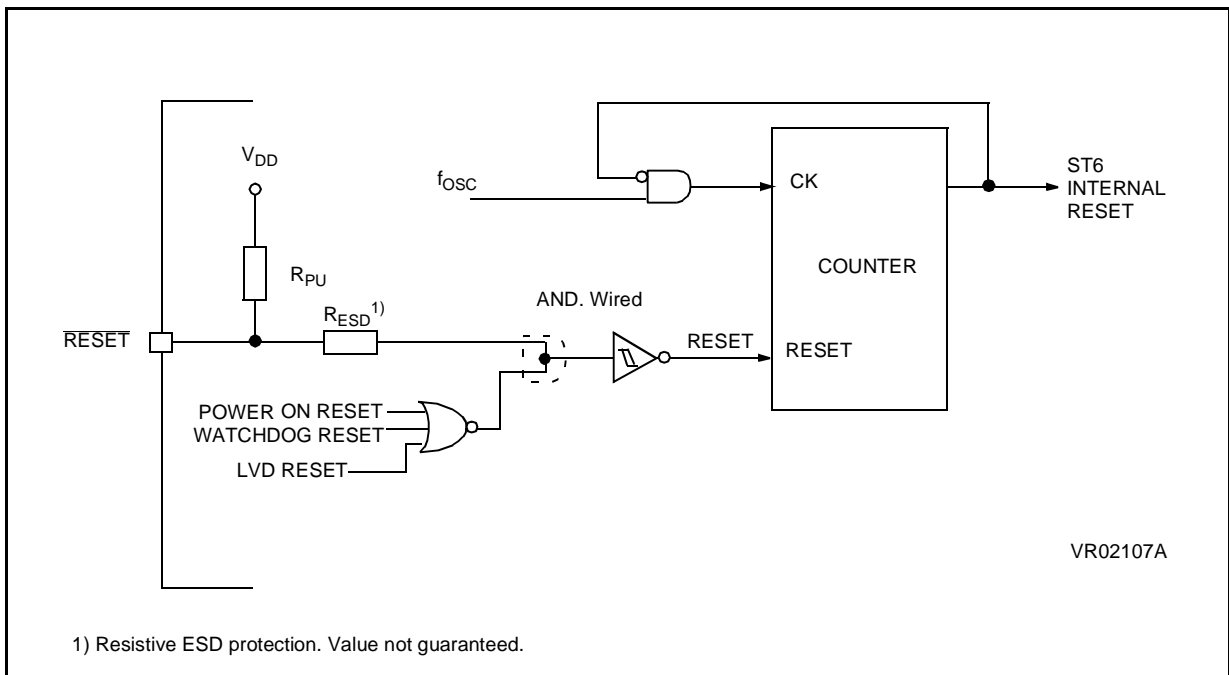 V_DD
f_OSC
CK
ST6
INTERNAL
RESET
R_PU
COUNTER
AND. Wired
R_ESD 1)
RESET
RESET
RESET
POWER ON RESET
WATCHDOG RESET
LVD RESET
VR02107A
1) Resistive ESD protection. Value not guaranteed.